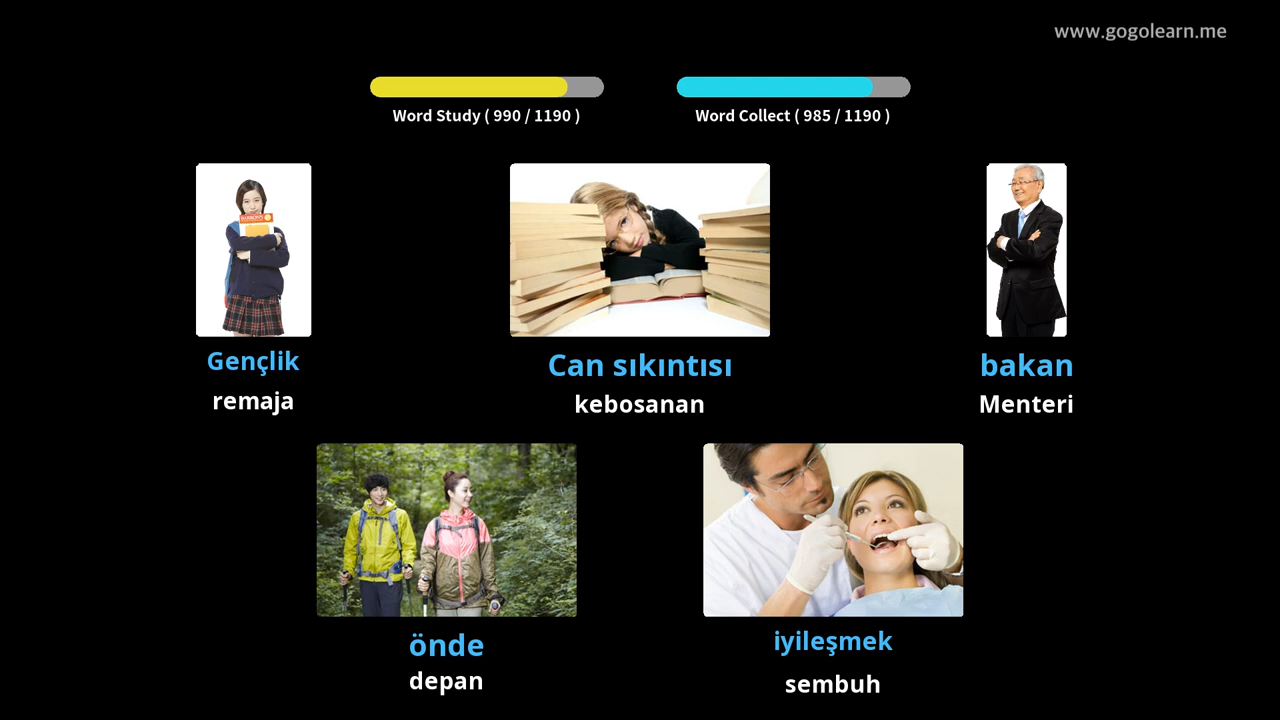 www.gogolearn.me
Word Study ( 990 / 1190 )
Word Collect ( 985 / 1190 )
BARRON'S
Gençlik
remaja
Can sıkıntısı
kebosanan
bakan
Menteri
önde
depan
iyileşmek
sembuh